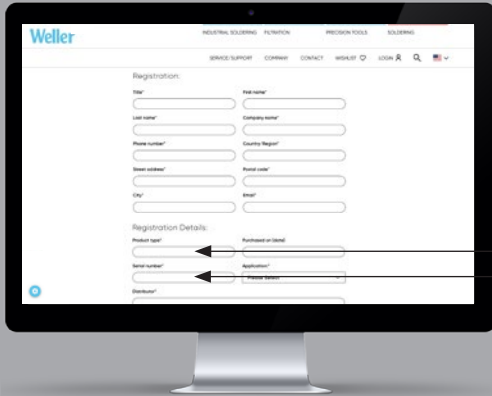 Weller
INDUSTRIAL SOLDERING FILTRATION PRECISION TOOLS SOLDERING
SERVICE/ SUPPORT COMPANY CONTACT WISHLIST LOGIN
Registration:
Title* First name*
Last name* Company name*
Phone number* Country/ Region*
Street address* Postal code*
City* Email*
Registration Details:
Product type* Purchased on (date)
Serial number* Application:*
Please Select
Distributor*